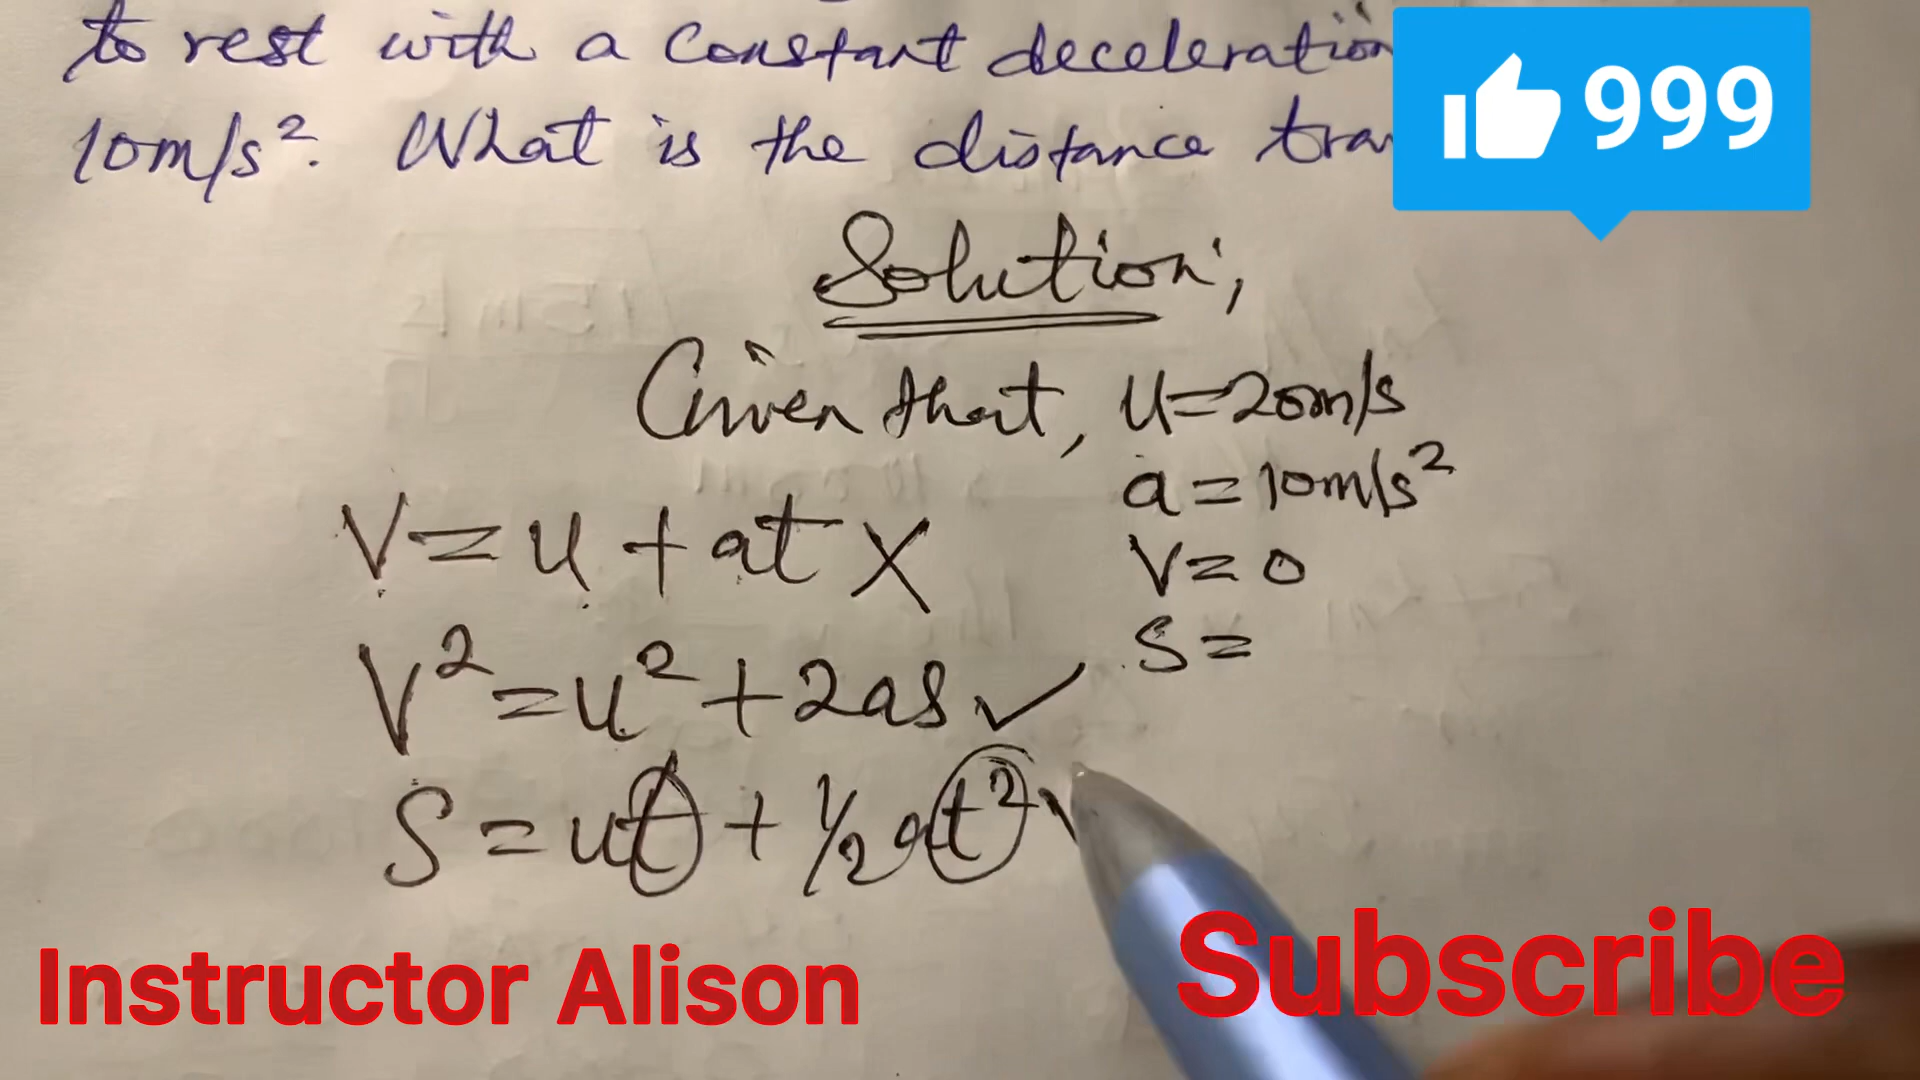 to rest with a constant deceleration
10m/s². What is the distance
999
Solution;
Given that, u=20m/s
a=10m/s²
V=0
S=
V=u+at X
V²=u²+2as ✓
S=ut+½at²
Instructor Alison
Subscribe